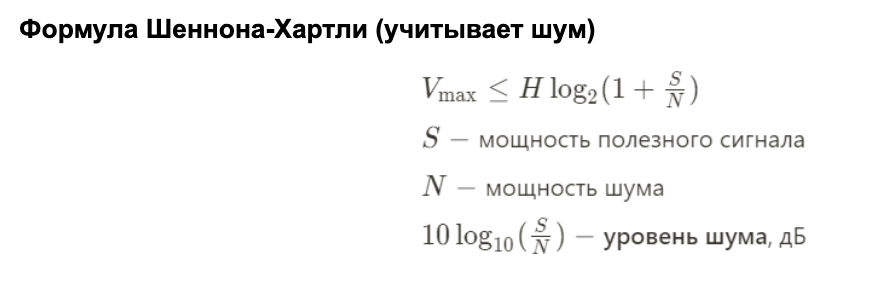 Формула Шеннона-Хартли (учитывает шум)
V_max ≤ H log₂(1 + S/N)
S – мощность полезного сигнала
N – мощность шума
10 log₁₀(S/N) – уровень шума, дБ